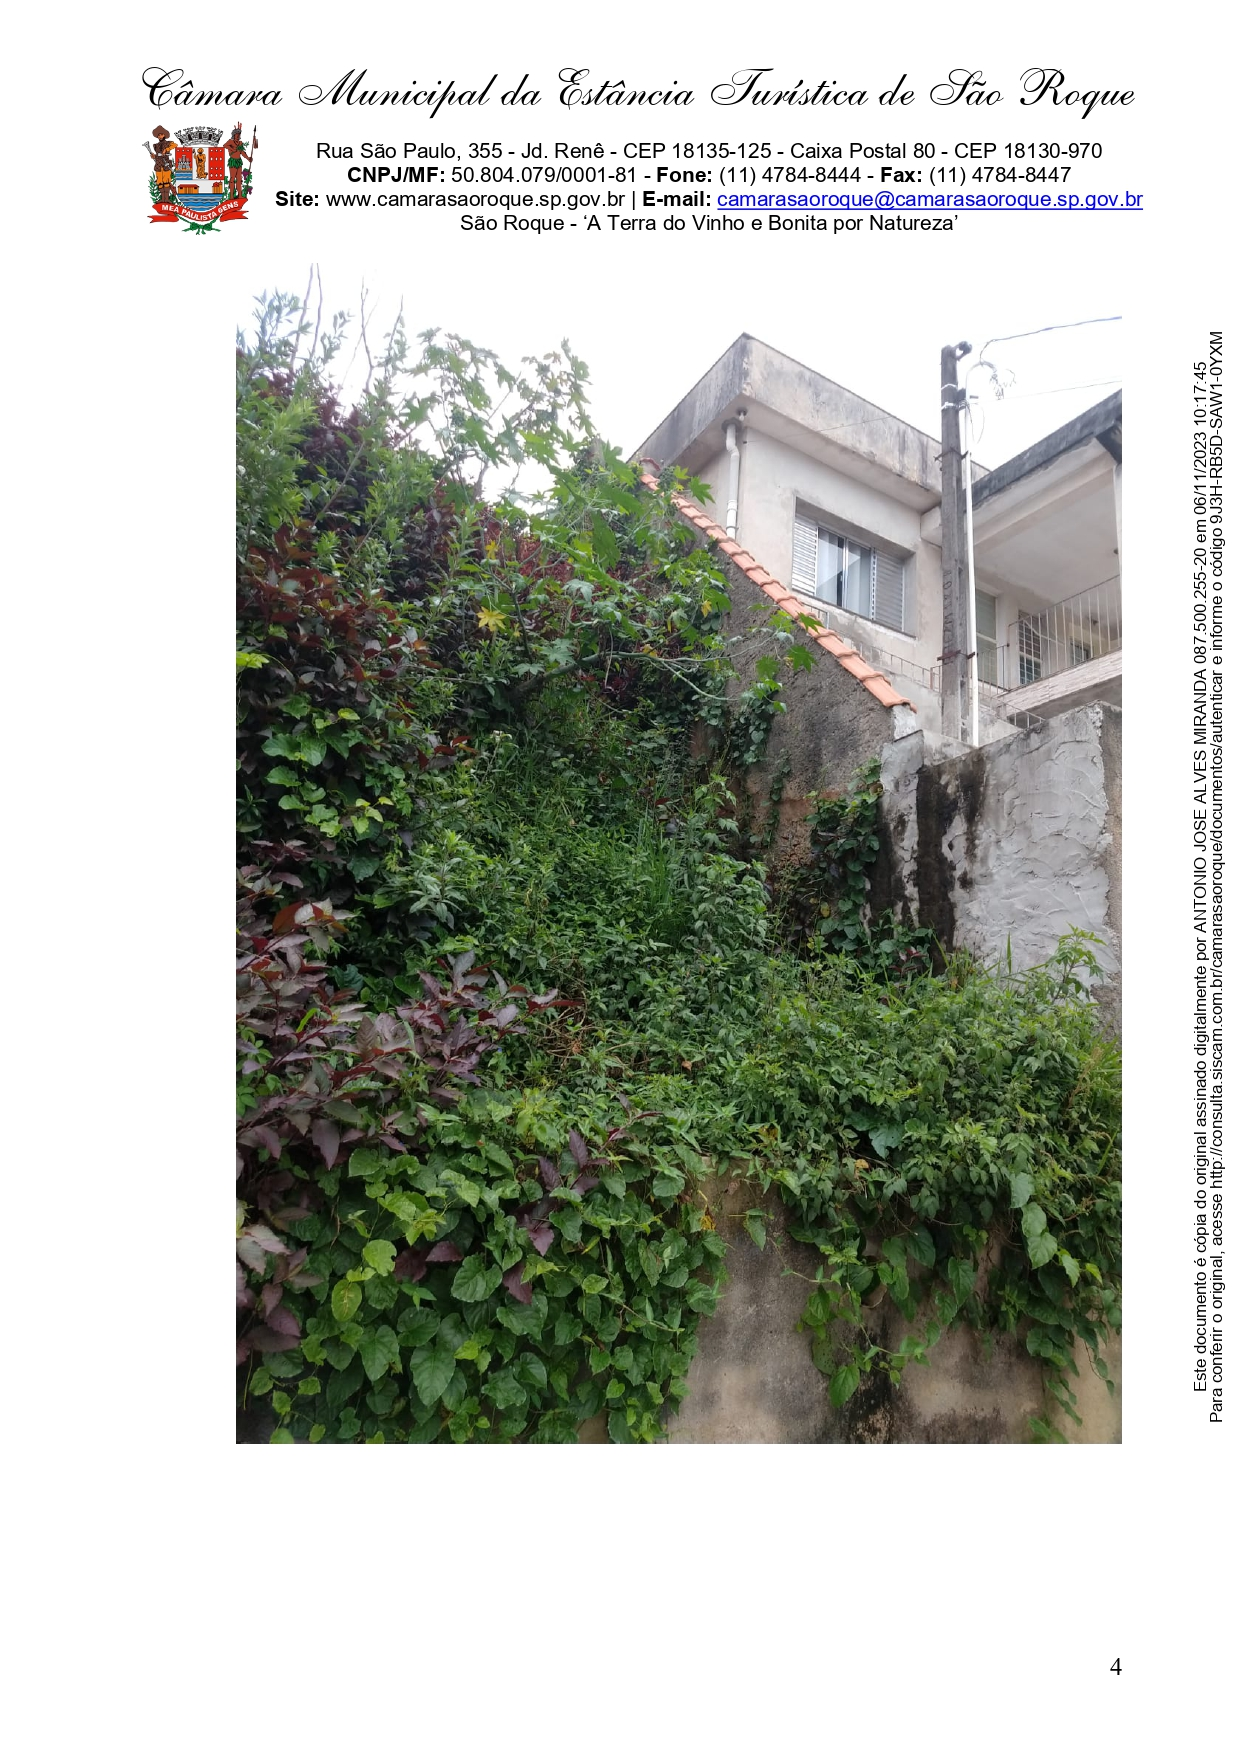 Câmara Municipal da Estância Turística de São Roque
Rua São Paulo, 355 - Jd. Renê - CEP 18135-125 - Caixa Postal 80 - CEP 18130-970
CNPJ/MF: 50.804.079/0001-81 - Fone: (11) 4784-8444 - Fax: (11) 4784-8447
Site: www.camarasaoroque.sp.gov.br | E-mail: camarasaoroque@camarasaoroque.sp.gov.br
São Roque - ‘A Terra do Vinho e Bonita por Natureza’
MEA PAULISTA GENS
Este documento é cópia do original assinado digitalmente por ANTONIO JOSE ALVES MIRANDA 087.500.255-20 em 06/11/2023 10:17:45
Para conferir o original, acesse http://consulta.siscam.com.br/camarasaoroque/documentos/autenticar e informe o código 9J3H-RB5D-SAW1-0YXM
4